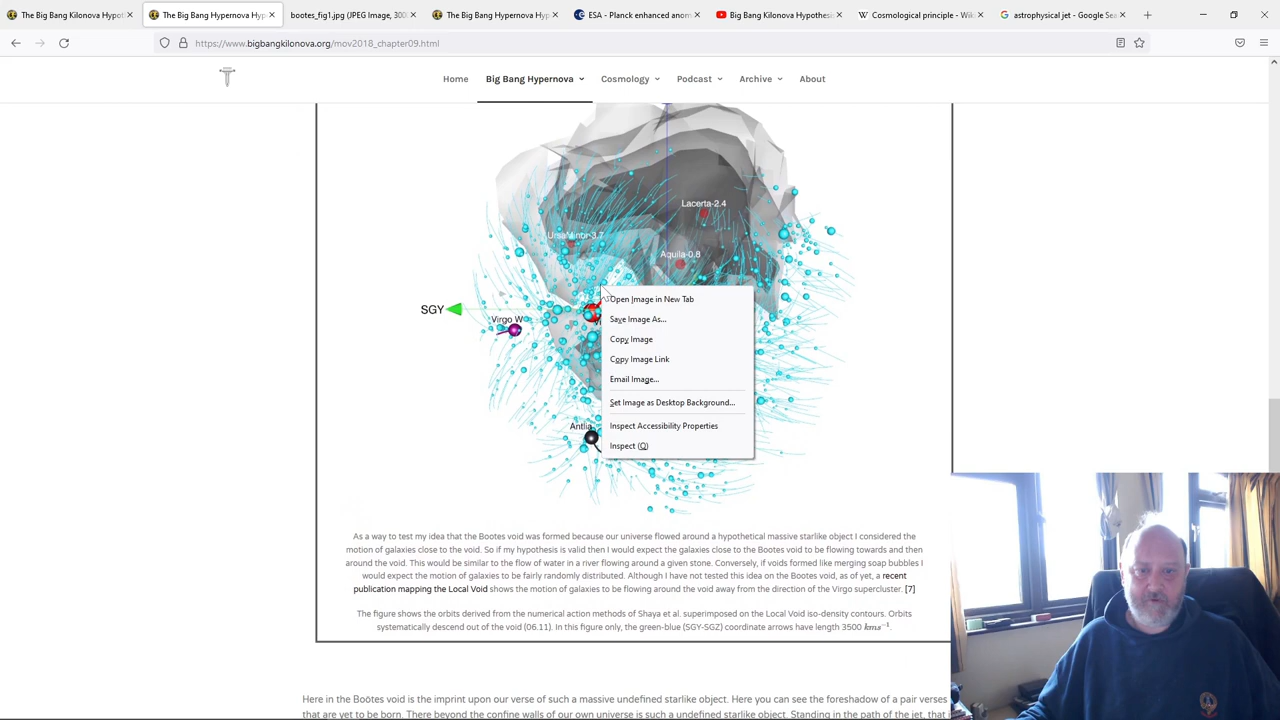 The Big Bang Kilonova Hypot
The Big Bang Hypernova Hyp
bootes_fig1.jpg (JPEG Image, 300
The Big Bang Hypernova Hy
ESA - Planck enhanced anom
Big Bang Kilonova Hypothesis
Cosmological principle - Wiki
astrophysical jet - Google Sea
https://www.bigbangkilonova.org/mov2018_chapter09.html
Home
Big Bang Hypernova
Cosmology
Podcast
Archive
About
Lacerta-2.4
UrsaMinor-3.7
Aquila-0.8
SGY
Virgo W
Antlia
Open Image in New Tab
Save Image As...
Copy Image
Copy Image Link
Email Image...
Set Image as Desktop Background...
Inspect Accessibility Properties
Inspect (Q)
As a way to test my idea that the Bootes void was formed because our universe flowed around a hypothetical massive starlike object I considered the
motion of galaxies close to the void. So if my hypothesis is valid then I would expect the galaxies close to the Bootes void to be flowing towards and then
around the void. This would be similar to the flow of water in a river flowing around a given stone. Conversely, if voids formed like merging soap bubbles I
would expect the motion of galaxies to be fairly randomly distributed. Although I have not tested this idea on the Bootes void, as of yet, a recent
publication mapping the Local Void shows the motion of galaxies to be flowing around the void away from the direction of the Virgo supercluster. [7]
The figure shows the orbits derived from the numerical action methods of Shaya et al. superimposed on the Local Void iso-density contours. Orbits
systematically descend out of the void (06.11). In this figure only, the green-blue (SGY-SGZ) coordinate arrows have length 3500 kms⁻¹.
Here in the Boötes void is the imprint upon our verse of such a massive undefined starlike object. Here you can see the foreshadow of a pair verses
that are yet to be born. There beyond the confine walls of our own universe is such a undefined starlike object. Standing in the path of the jet, that i